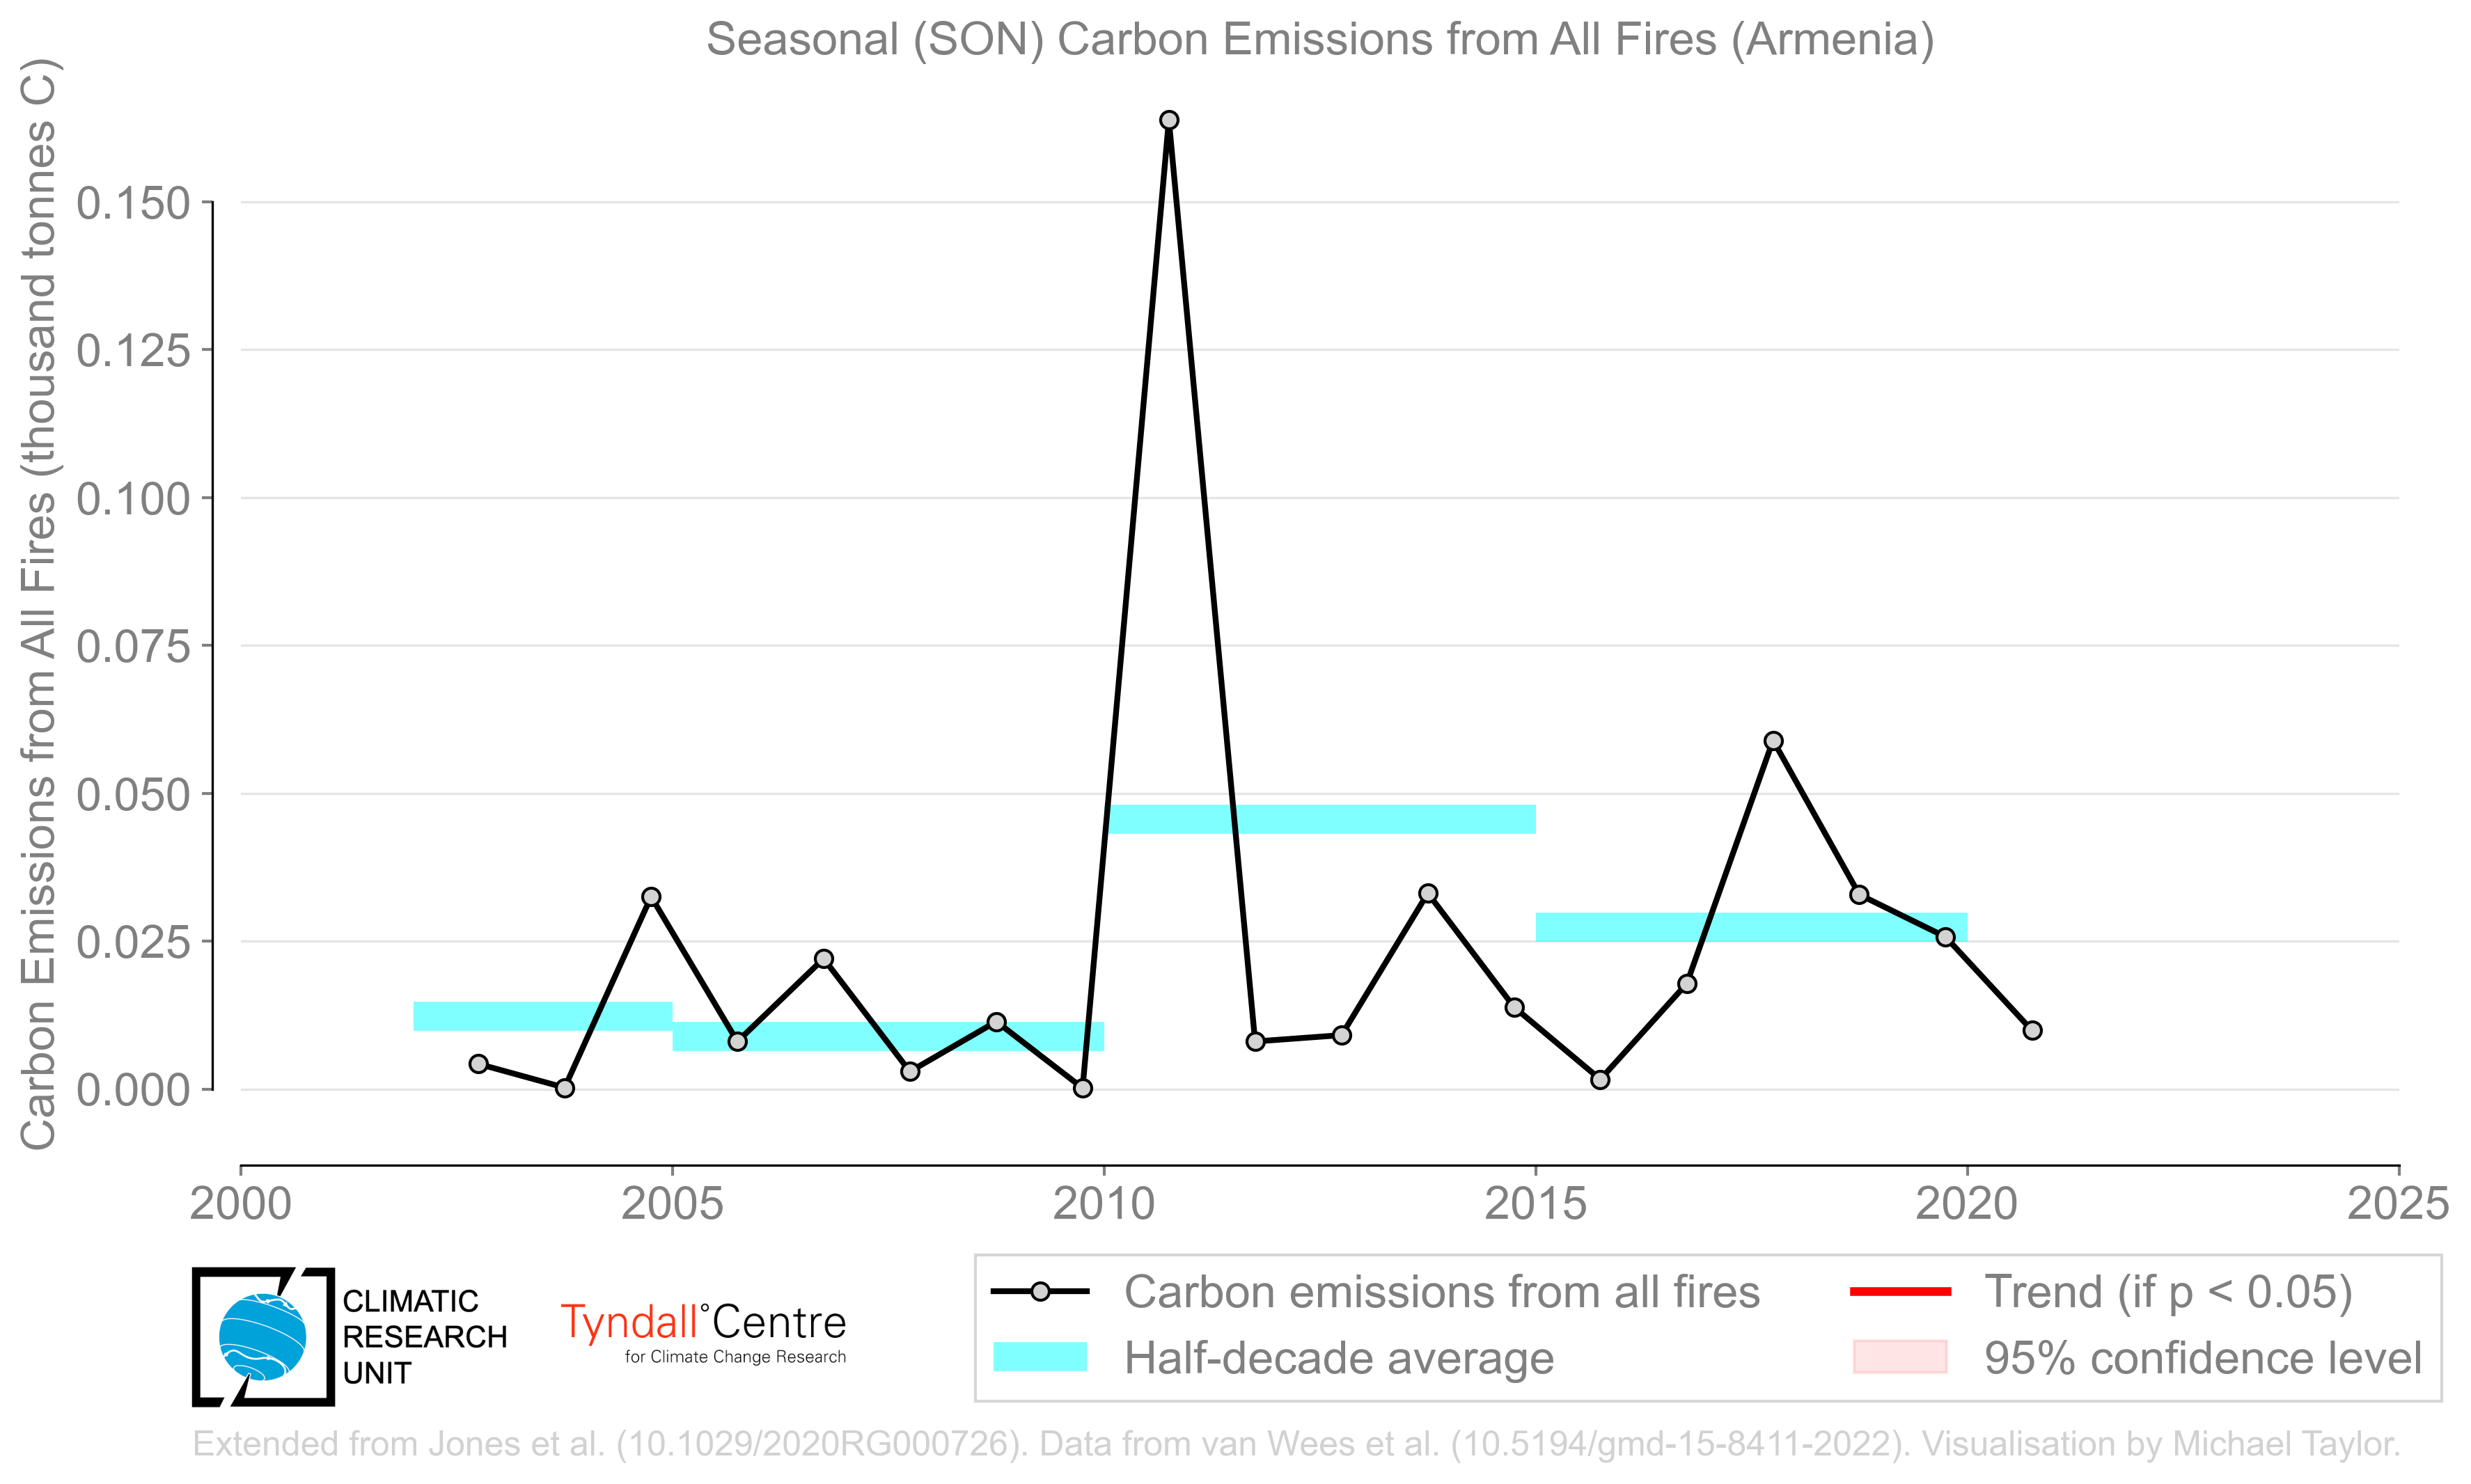 Seasonal (SON) Carbon Emissions from All Fires (Armenia)
Carbon Emissions from All Fires (thousand tonnes C)
0.150
0.125
0.100
0.075
0.050
0.025
0.000
2000
2005
2010
2015
2020
2025
CLIMATIC
RESEARCH
UNIT
Tyndall°Centre
for Climate Change Research
Carbon emissions from all fires
Half-decade average
Trend (if p < 0.05)
95% confidence level
Extended from Jones et al. (10.1029/2020RG000726). Data from van Wees et al. (10.5194/gmd-15-8411-2022). Visualisation by Michael Taylor.